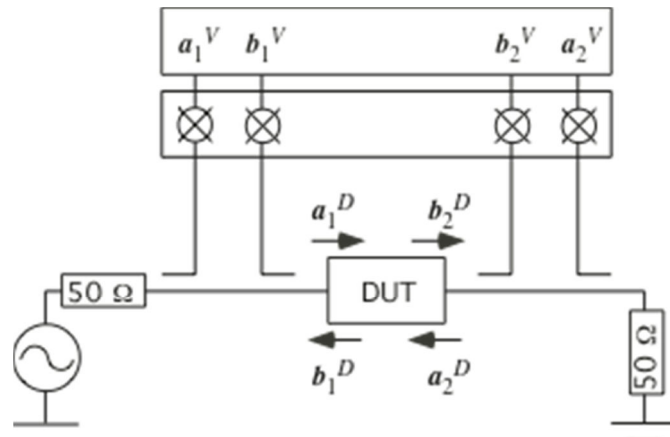 a₁ⱽ b₁ⱽ b₂ⱽ a₂ⱽ
a₁ᴰ b₂ᴰ
50 Ω DUT
b₁ᴰ a₂ᴰ
50 Ω